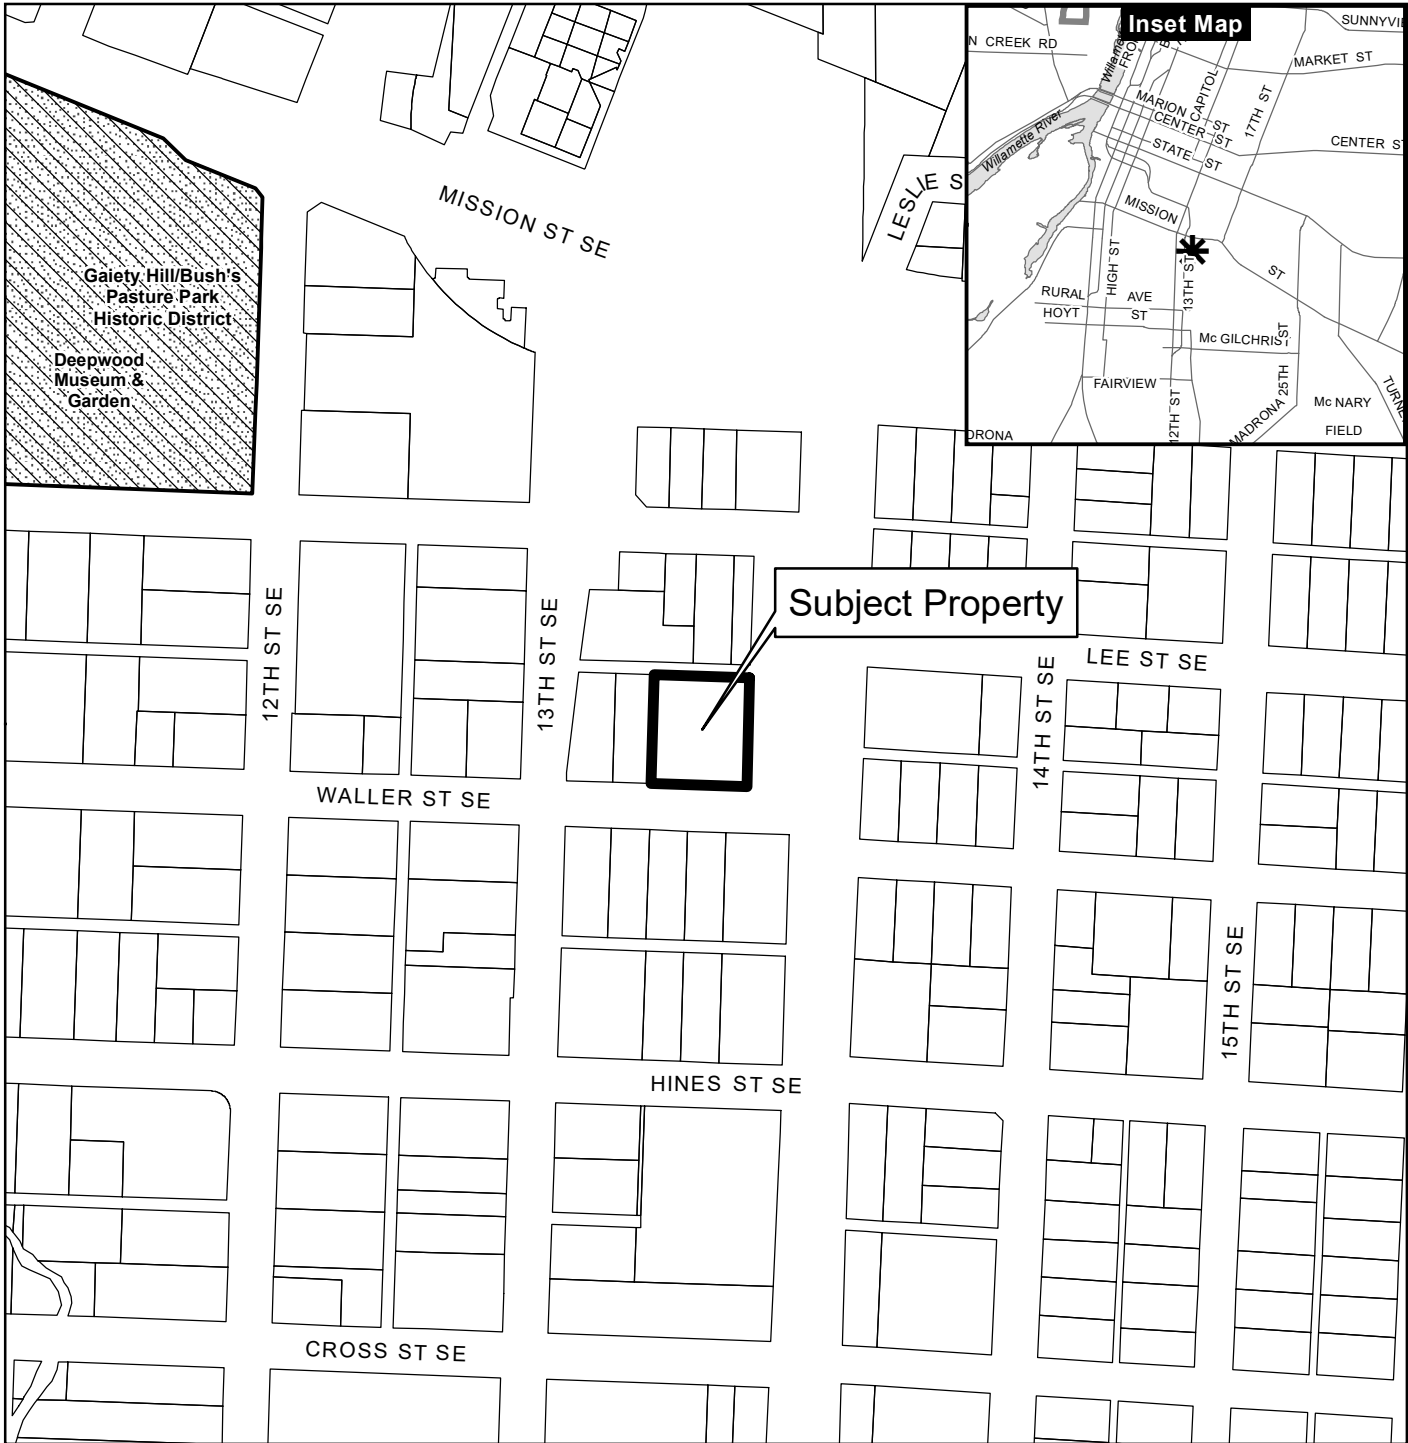 MISSION ST SE
LESLIE S
Gaiety Hill/Bush's
Pasture Park
Historic District
Deepwood
Museum &
Garden
Subject Property
12TH ST SE
13TH ST SE
14TH ST SE
LEE ST SE
WALLER ST SE
15TH ST SE
HINES ST SE
CROSS ST SE
Inset Map
SUNNYVI
N CREEK RD
MARKET ST
Willamette River
CAPITOL
17TH ST
MARION ST
CENTER ST
CENTER S
STATE ST
MISSION
ST
HIGH ST
13TH ST
RURAL AVE
HOYT ST
Mc GILCHRIS
ST
25TH
FAIRVIEW
12TH ST
MADRONA
Mc NARY
FIELD
TURNE
DRONA